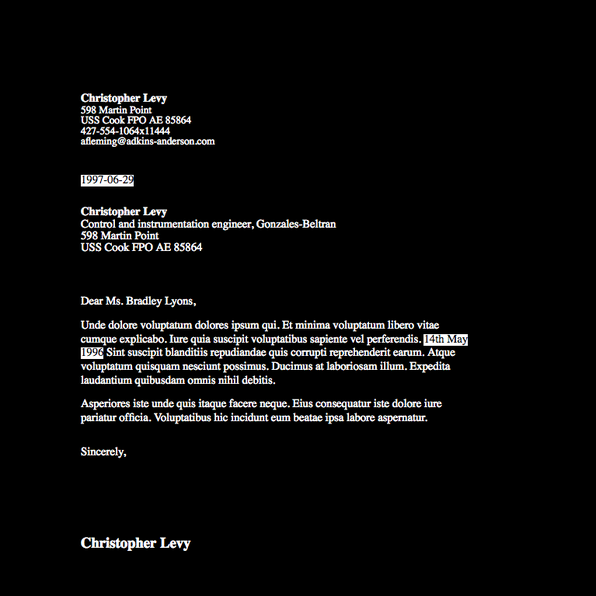 Christopher Levy
598 Martin Point
USS Cook FPO AE 85864
427-554-1064x11444
afleming@adkins-anderson.com
1997-06-29
Christopher Levy
Control and instrumentation engineer, Gonzales-Beltran
598 Martin Point
USS Cook FPO AE 85864
Dear Ms. Bradley Lyons,
Unde dolore voluptatum dolores ipsum qui. Et minima voluptatum libero vitae
cumque explicabo. Iure quia suscipit voluptatibus sapiente vel perferendis. 14th May
1996 Sint suscipit blanditiis repudiandae quis corrupti reprehenderit earum. Atque
voluptatum quisquam nesciunt possimus. Ducimus at laboriosam illum. Expedita
laudantium quibusdam omnis nihil debitis.
Asperiores iste unde quis itaque facere neque. Eius consequatur iste dolore iure
pariatur officia. Voluptatibus hic incidunt eum beatae ipsa labore aspernatur.
Sincerely,
Christopher Levy